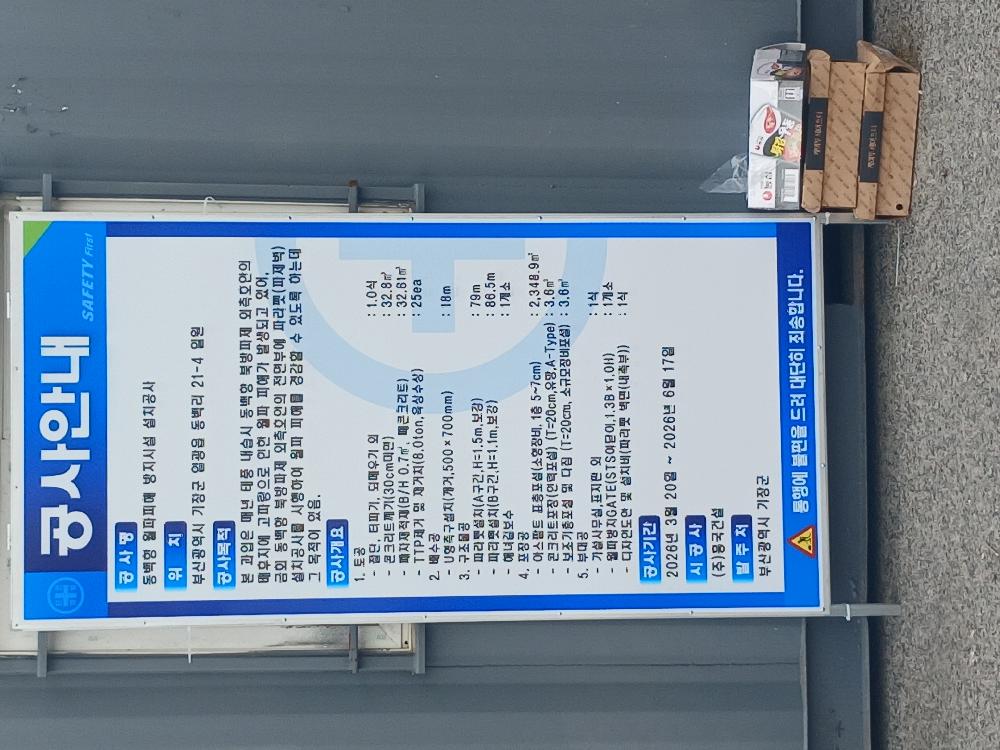 공사안내
SAFETY First
공 사 명
동백항 월파피해 방지시설 설치공사
위 치
부산광역시 기장군 일광읍 동백리 21-4 일원
공사목적
본 과업은 매년 태풍 내습시 동백항 북방파제 외측호안의
배후지에 고파랑으로 인한 월파 피해가 발생되고 있어,
금회 동백항 북방파제 외측호안의 전면부에 파라펫(파제벽)
설치공사를 시행하여 월파 피해를 경감할 수 있도록 하는데
그 목적이 있음.
공사개요
1. 토공
- 절단, 터파기, 되메우기 외 : 1.0식
- 콘크리트깨기(30cm미만) : 32.8㎥
- 파쇄적재(B/H 0.7㎥, 폐콘크리트) : 32.81㎥
- TTP제거 및 재거치(8.0ton,육상수상) : 25ea
2. 배수공
- U형측구설치(개거,500×700mm) : 18m
3. 구조물공
- 파라펫설치(A구간,H=1.5m,보강) : 79m
- 파라펫설치(B구간,H=1.1m,보강) : 86.5m
- 해녀길보수 : 1개소
4. 포장공
- 아스팔트 표층포설(소형장비, 1층 5~7cm) : 2,348.9㎡
- 콘크리트포장(인력포설) (T=20cm,유망,A-Type) : 3.6㎡
- 보조기층포설 및 다짐 (T=20cm, 소규모장비포설) : 3.6㎡
5. 부대공
- 가설사무실,표지판 외 : 1식
- 월파방지GATE(STS여닫이,1.3B×1.0H) : 1개소
- 디자인도안 및 설치비(파라펫 벽면(내측부)) : 1식
공사기간
2026년 3월 20일 ~ 2026년 6월 17일
시 공 사
(주)용국건설
발 주 처
부산광역시 기장군
통행에 불편을 드려 대단히 죄송합니다.
농심
튀김우동